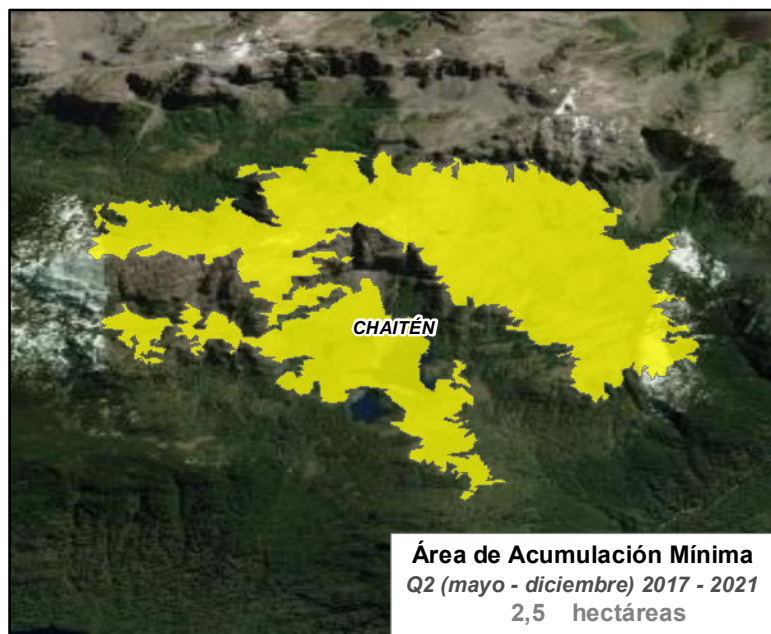 CHAITÉN
Área de Acumulación Mínima
Q2 (mayo - diciembre) 2017 - 2021
2,5 hectáreas